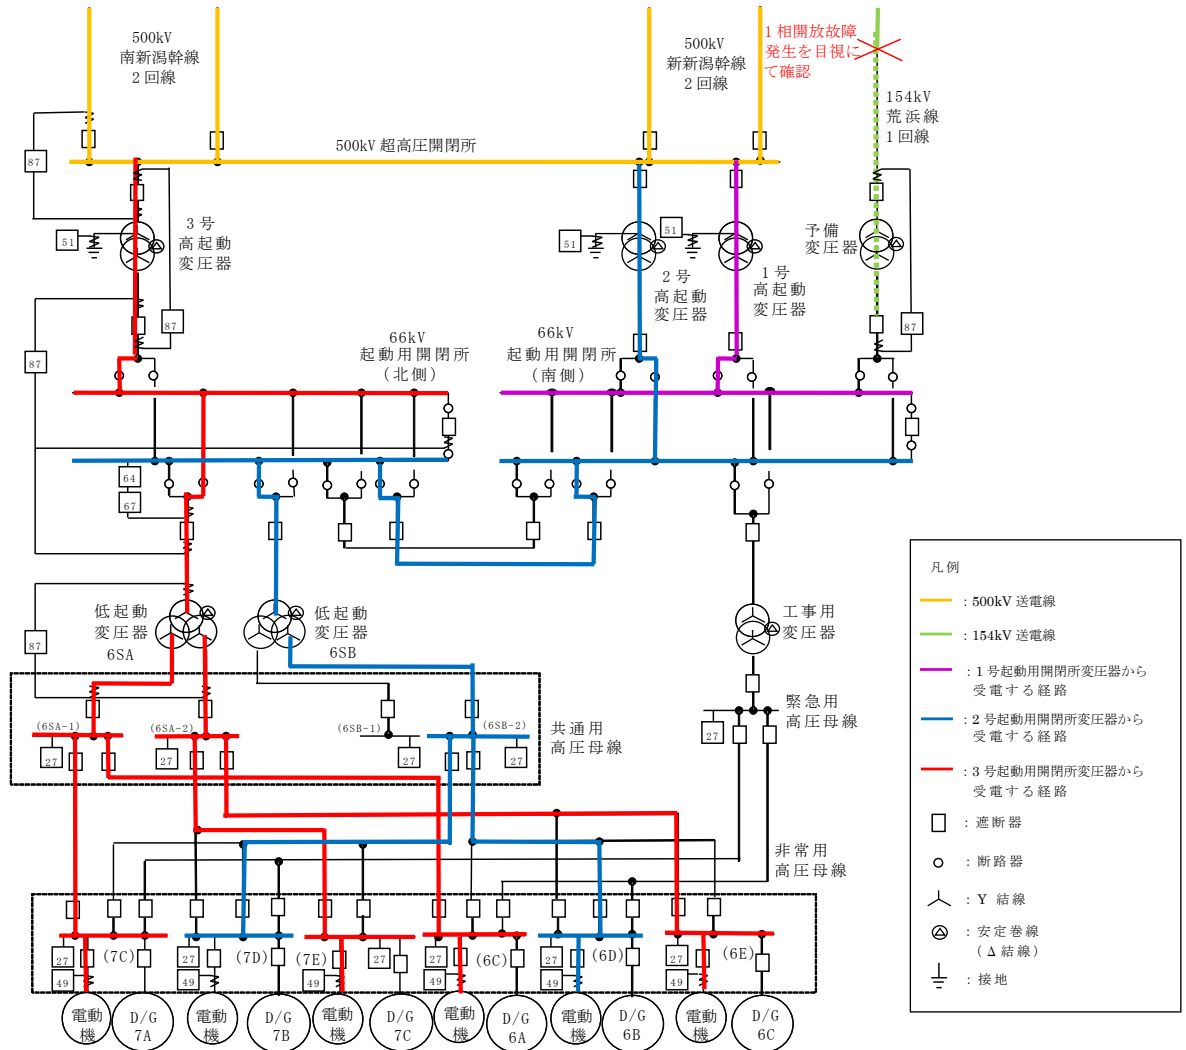 500kV
南新潟幹線
2回線
500kV
新新潟幹線
2回線
1相開放故障
発生を目視に
て確認
154kV
荒浜線
1回線
500kV 超高圧開閉所
87
51
3号
高起動
変圧器
87
51
51
2号
高起動
変圧器
1号
高起動
変圧器
予備
変圧器
87
87
66kV
起動用開閉所
(北側)
66kV
起動用開閉所
(南側)
64
67
87
低起動
変圧器
6SA
低起動
変圧器
6SB
工事用
変圧器
緊急用
高圧母線
27
(6SA-1)
(6SA-2)
(6SB-1)
(6SB-2)
27
27
27
27
共通用
高圧母線
非常用
高圧母線
27
(7C)
27
(7D)
(7E)
27
27
(6C)
27
(6D)
27
(6E)
49
49
49
49
49
49
電動
機
D/G
7A
電動
機
D/G
7B
電動
機
D/G
7C
電動
機
D/G
6A
電動
機
D/G
6B
電動
機
D/G
6C
凡例
:500kV 送電線
:154kV 送電線
:1号起動用開閉所変圧器から
受電する経路
:2号起動用開閉所変圧器から
受電する経路
:3号起動用開閉所変圧器から
受電する経路
:遮断器
:断路器
:Y 結線
:安定巻線
(Δ結線)
:接地